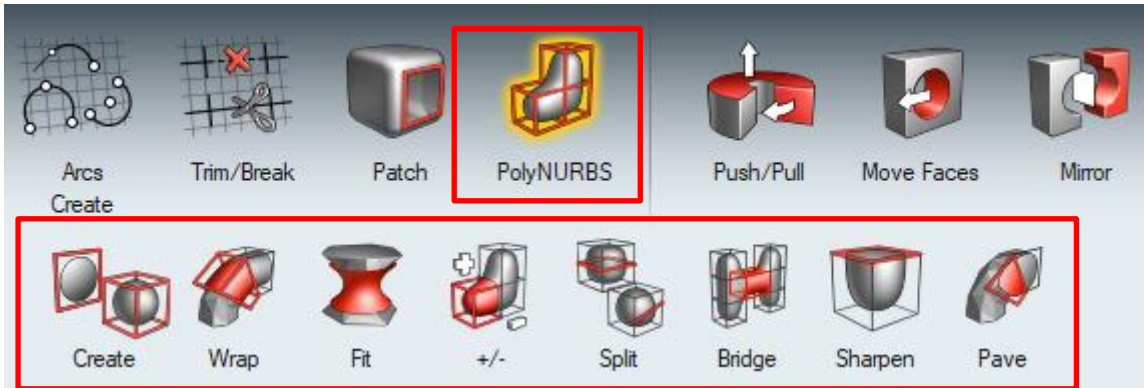 Arcs Trim/Break Patch PolyNURBS Push/Pull Move Faces Mirror
Create
Create Wrap Fit +/- Split Bridge Sharpen Pave